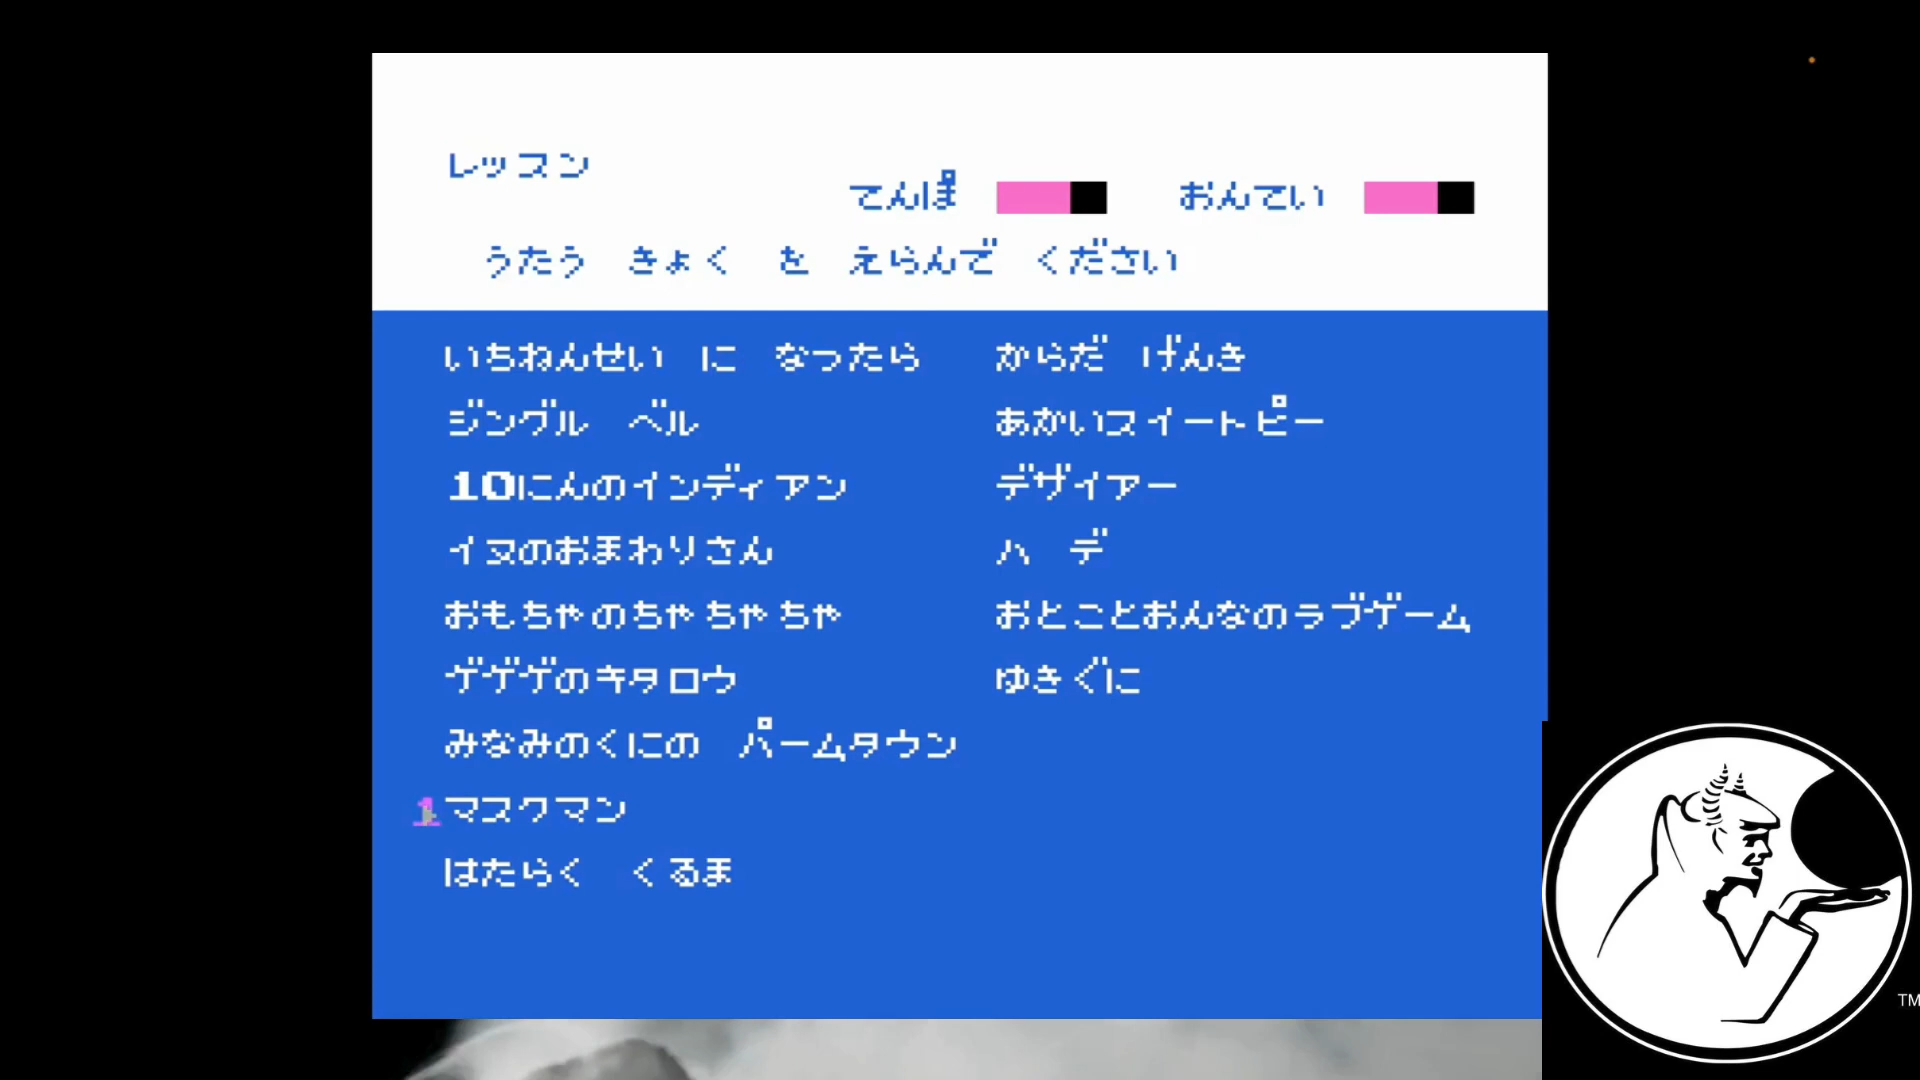 レッスン
てんぽ おんてい
うたう きょく を えらんで ください
いちねんせい に なったら からだ げんき
ジングル ベル あかいスイートピー
10にんのインディアン デザイアー
イヌのおまわりさん ハ デ
おもちゃのちゃちゃちゃ おとことおんなのラブゲーム
ゲゲゲのキタロウ ゆきぐに
みなみのくにの パームタウン
1マスクマン
はたらく くるま
TM